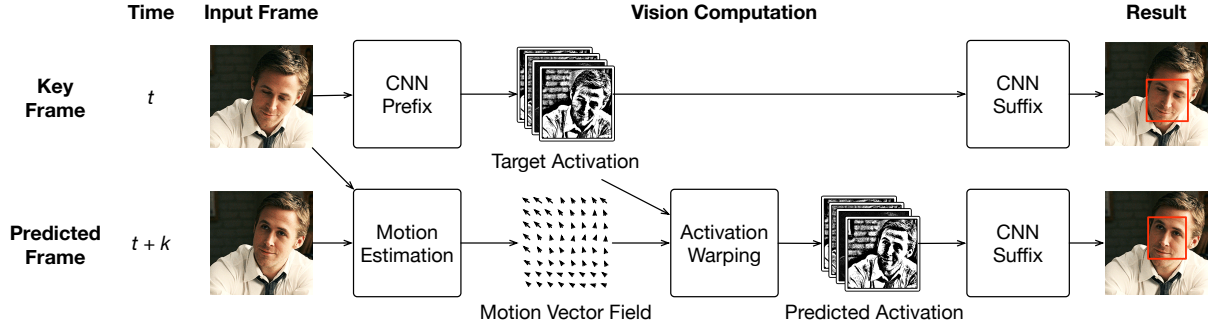 Time Input Frame Vision Computation Result
Key
Frame
t
CNN
Prefix
Target Activation
CNN
Suffix
Predicted
Frame
t + k
Motion
Estimation
Motion Vector Field
Activation
Warping
Predicted Activation
CNN
Suffix